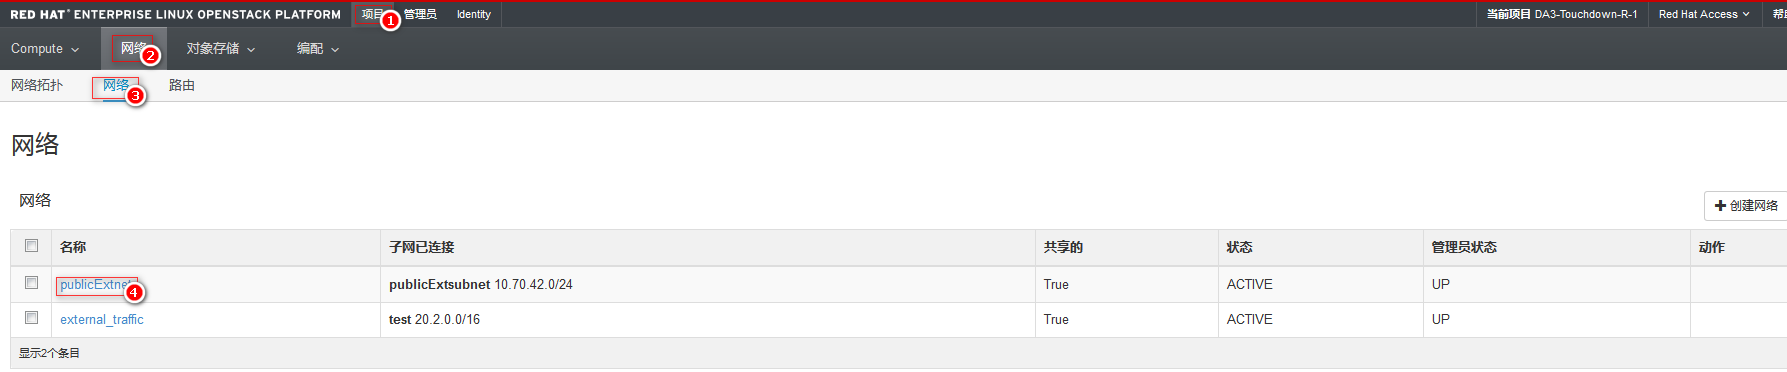 RED HAT® ENTERPRISE LINUX OPENSTACK PLATFORM 项目 1 管理员 Identity 当前项目 DA3-Touchdown-R-1 Red Hat Access
Compute 网络 2 对象存储 编配
网络拓扑 网络 3 路由
网络
网络
创建网络
名称 子网已连接 共享的 状态 管理员状态 动作
publicExtnet 4 publicExtsubnet 10.70.42.0/24 True ACTIVE UP
external_traffic test 20.2.0.0/16 True ACTIVE UP
显示2个条目